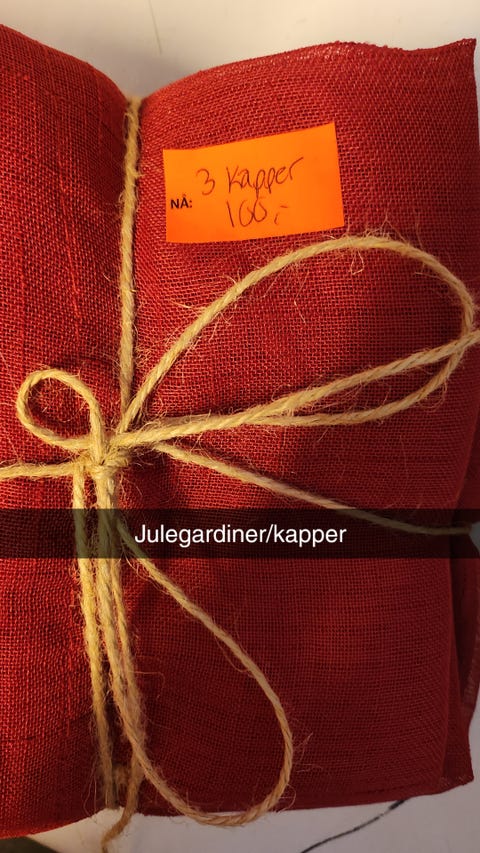 3 Kapper
NÅ: 100,-
Julegardiner/kapper